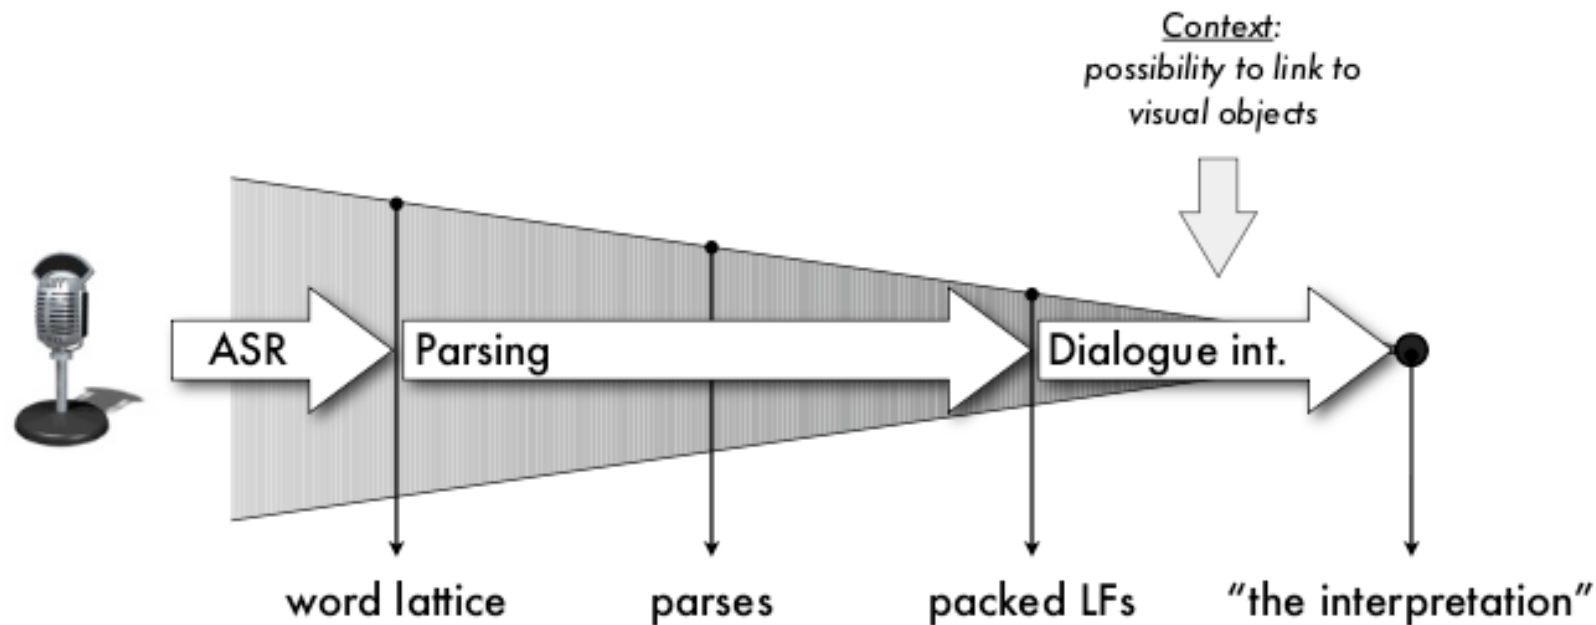 Context:
possibility to link to
visual objects
ASR
Parsing
Dialogue int.
word lattice
parses
packed LFs
"the interpretation"